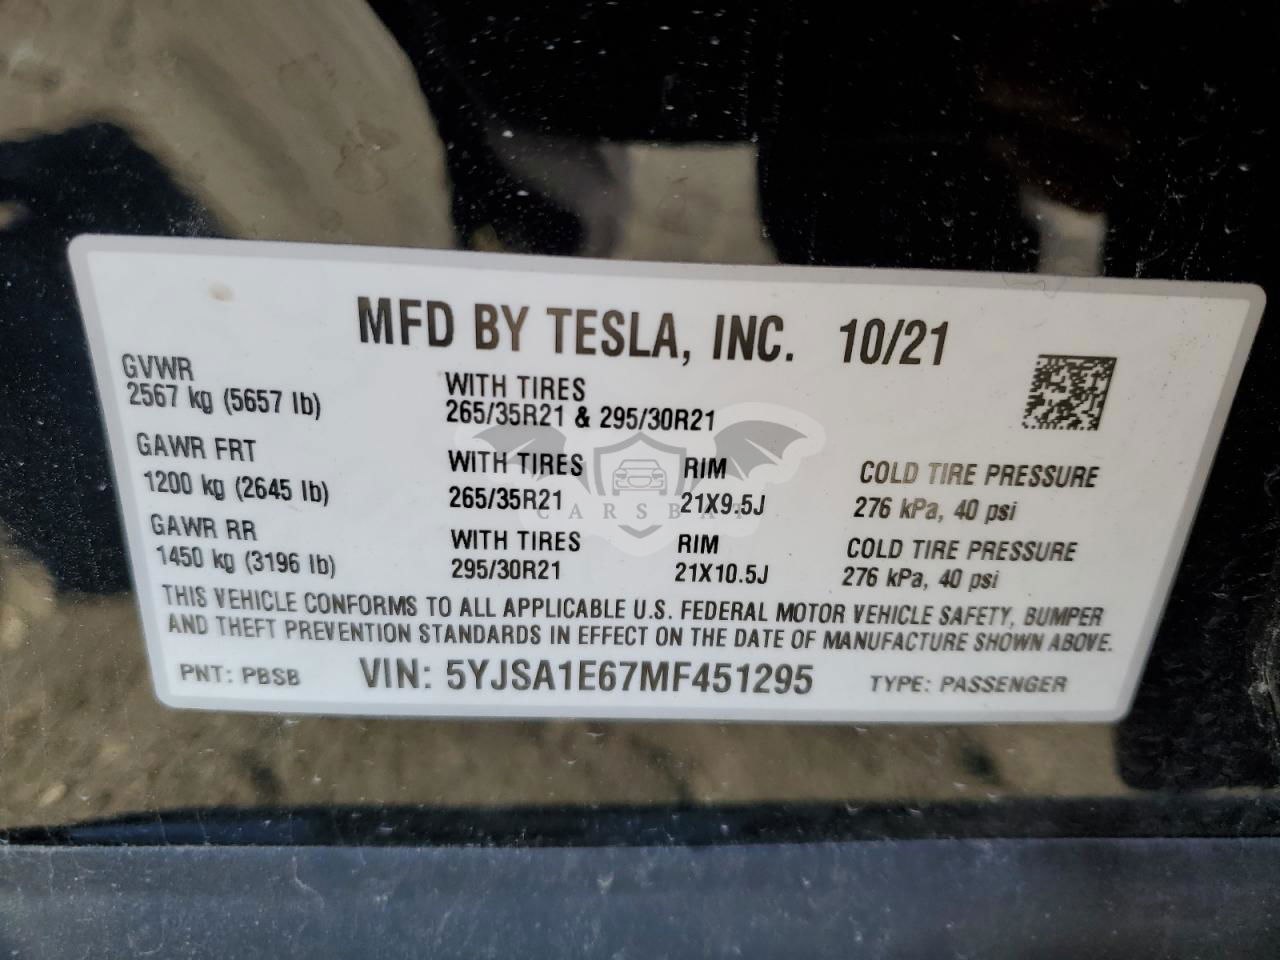 MFD BY TESLA, INC. 10/21
GVWR
2567 kg (5657 lb)
WITH TIRES
265/35R21 & 295/30R21
GAWR FRT
1200 kg (2645 lb)
WITH TIRES
265/35R21
RIM
21X9.5J
COLD TIRE PRESSURE
276 kPa, 40 psi
GAWR RR
1450 kg (3196 lb)
WITH TIRES
295/30R21
RIM
21X10.5J
COLD TIRE PRESSURE
276 kPa, 40 psi
THIS VEHICLE CONFORMS TO ALL APPLICABLE U.S. FEDERAL MOTOR VEHICLE SAFETY, BUMPER
AND THEFT PREVENTION STANDARDS IN EFFECT ON THE DATE OF MANUFACTURE SHOWN ABOVE.
PNT: PBSB VIN: 5YJSA1E67MF451295 TYPE: PASSENGER